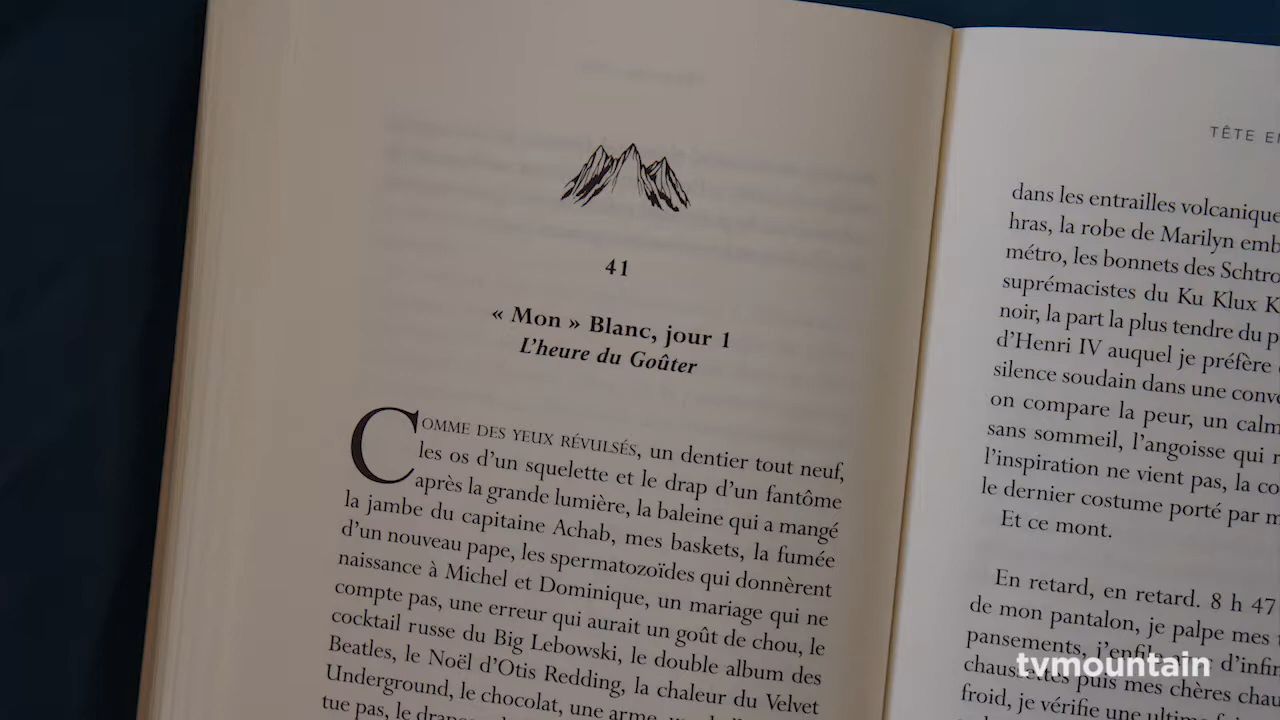 41
« Mon » Blanc, jour 1
L'heure du Goûter
COMME DES YEUX RÉVULSÉS, un dentier tout neuf,
les os d'un squelette et le drap d'un fantôme
après la grande lumière, la baleine qui a mangé
la jambe du capitaine Achab, mes baskets, la fumée
d'un nouveau pape, les spermatozoïdes qui donnèrent
naissance à Michel et Dominique, un mariage qui ne
compte pas, une erreur qui aurait un goût de chou, le
cocktail russe du Big Lebowski, le double album des
Beatles, le Noël d'Otis Redding, la chaleur du Velvet
Underground, le chocolat, une arme
tue pas, le
TÊTE
dans les entrailles
hras, la robe de Marilyn
métro, les bonnets des
suprémacistes du Ku Klux
noir, la part la plus tendre du
d'Henri IV auquel je préfère
silence soudain dans une
on compare la peur, un
sans sommeil, l'angoisse qui
l'inspiration ne vient pas, la
le dernier costume porté par
Et ce mont.
En retard, en retard. 8 h 47
de mon pantalon, je palpe mes
pansements,
puis mes chères
froid, je vérifie une ultime
tvmountain